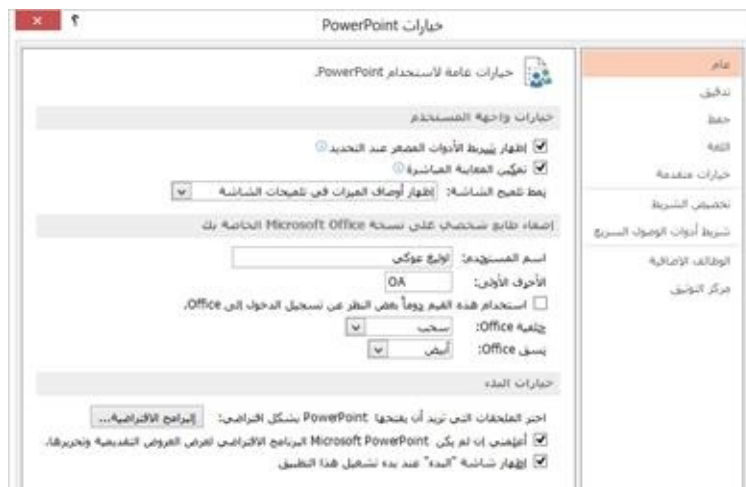 خيارات PowerPoint
؟
عام
تدقيق
حفظ
اللغة
خيارات متقدمة
تخصيص الشريط
شريط أدوات الوصول السريع
الوظائف الإضافية
مركز التوثيق
خيارات عامة لاستخدام PowerPoint.
خيارات واجهة المستخدم
إظهار شريط الأدوات المصغر عند التحديد
تمكين المعاينة المباشرة
نمط تلميح الشاشة: إظهار أوصاف الميزات في تلميحات الشاشة
إضفاء طابع شخصي على نسخة Microsoft Office الخاصة بك
اسم المستخدم:
الأحرف الأولى: OA
استخدام هذه القيم دوماً بغض النظر عن تسجيل الدخول إلى Office.
خلفية Office: سحب
نسق Office: أبيض
خيارات البدء
اختر الملحقات التي تريد أن يفتحها PowerPoint بشكل افتراضي: البرامج الافتراضية...
أعلمني إن لم يكن Microsoft PowerPoint البرنامج الافتراضي لعرض العروض التقديمية وتحريرها.
إظهار شاشة "البدء" عند بدء تشغيل هذا التطبيق